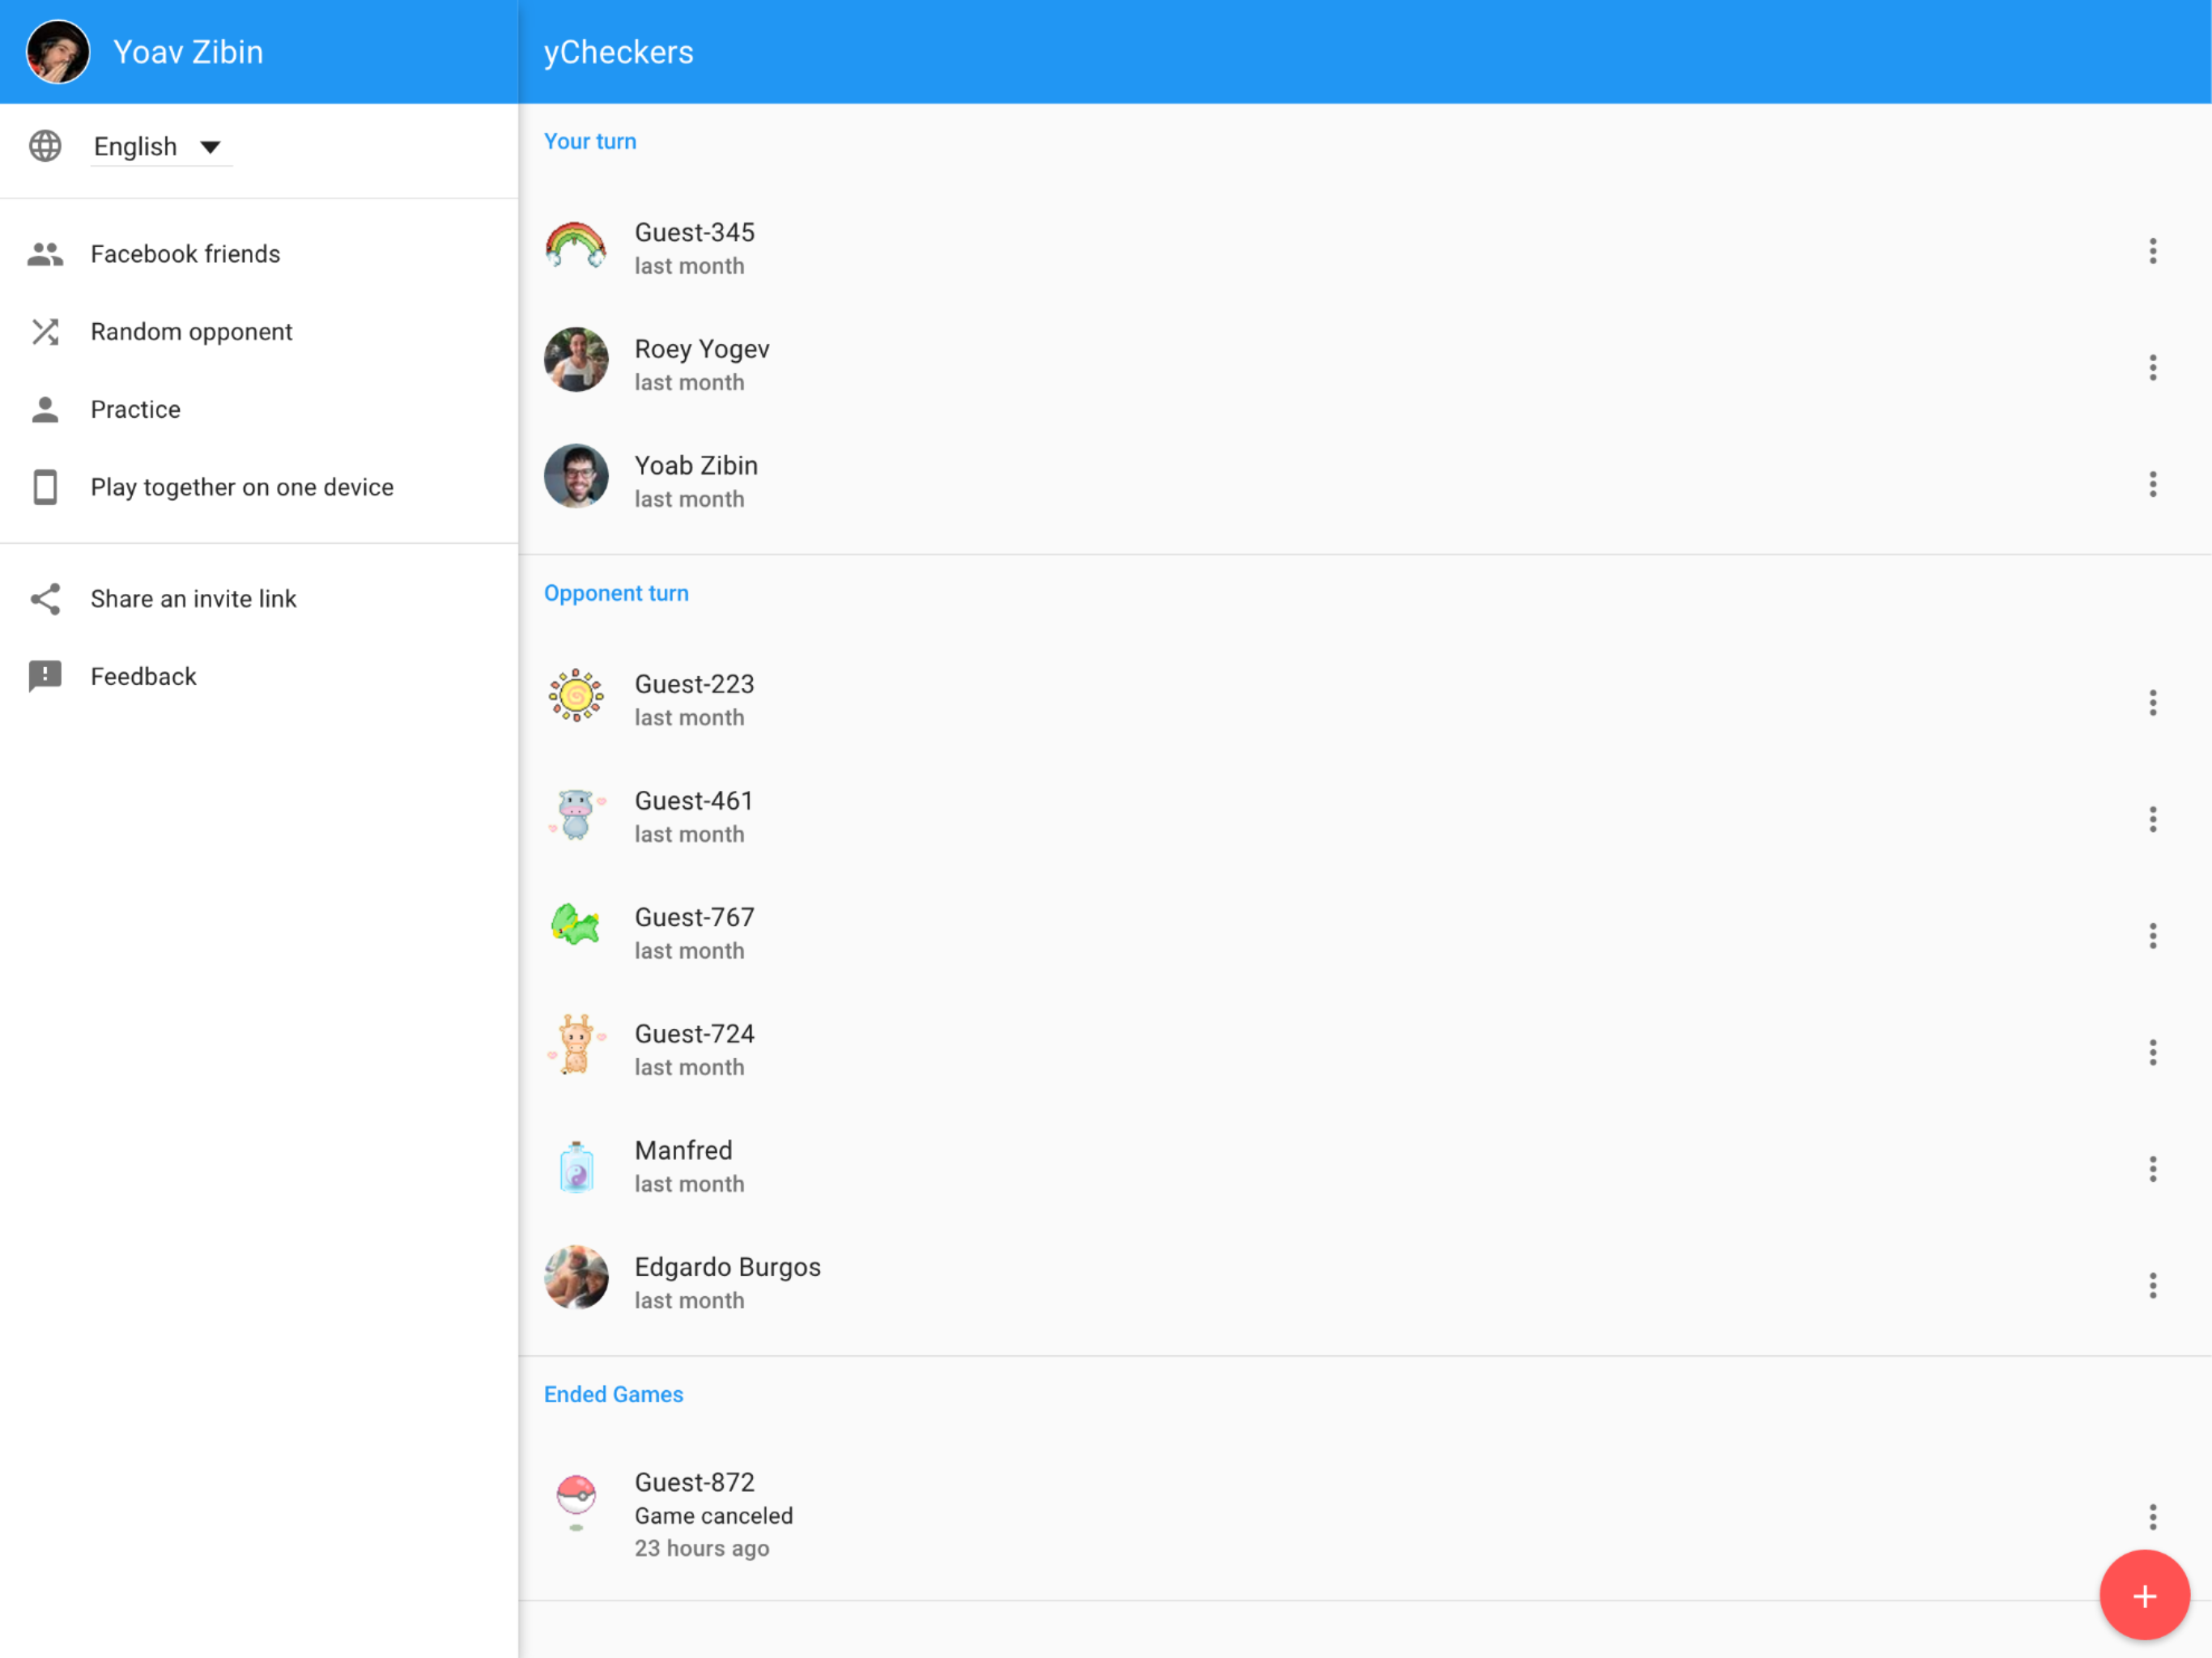 Yoav Zibin
English
Facebook friends
Random opponent
Practice
Play together on one device
Share an invite link
Feedback
yCheckers
Your turn
Guest-345
last month
Roey Yogev
last month
Yoab Zibin
last month
Opponent turn
Guest-223
last month
Guest-461
last month
Guest-767
last month
Guest-724
last month
Manfred
last month
Edgardo Burgos
last month
Ended Games
Guest-872
Game canceled
23 hours ago